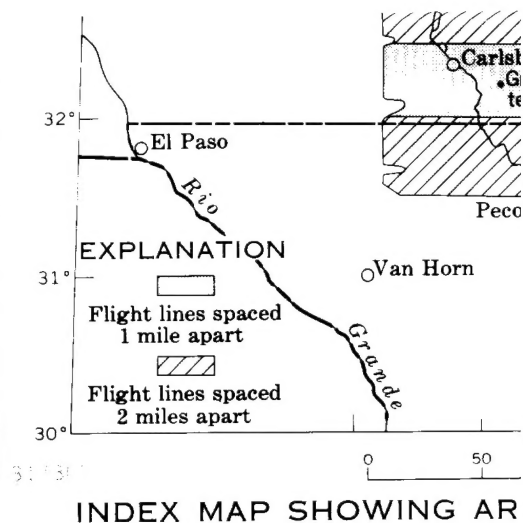 Carlsb
G
te
32°
El Paso
Rio
Peco
EXPLANATION
31°
Van Horn
Flight lines spaced
1 mile apart
Grande
Flight lines spaced
2 miles apart
30°
0 50
INDEX MAP SHOWING AR